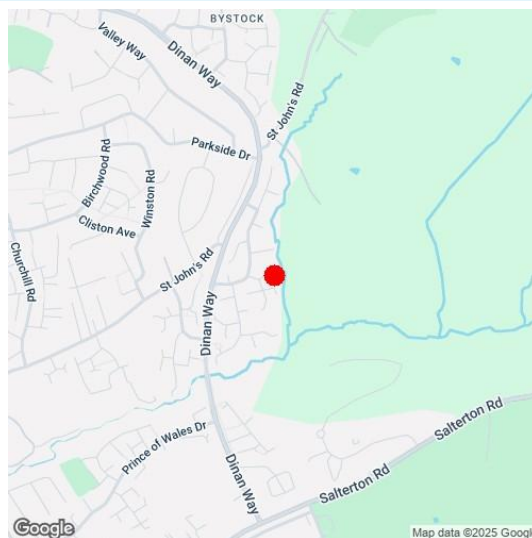 BYSTOCK
Valley Way
Dinan Way
St John's Rd
Parkside Dr
Birchwood Rd
Winston Rd
Cliston Ave
Churchill Rd
St John's Rd
Dinan Way
Salterton Rd
Prince of Wales Dr
Dinan Way
Salterton Rd
Google
Map data ©2025 Google